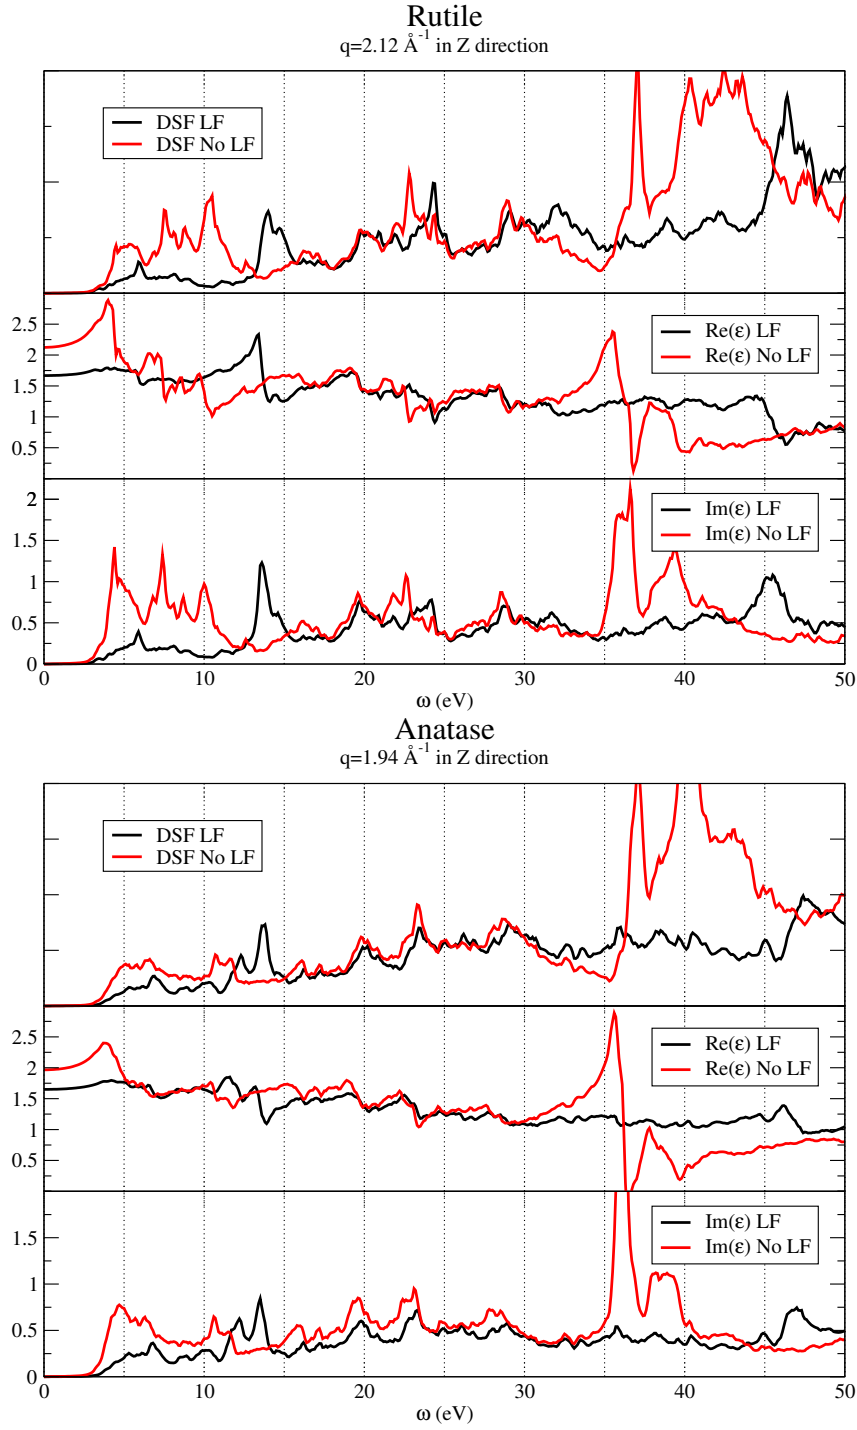 Rutile
q=2.12 Å⁻¹ in Z direction
DSF LF
DSF No LF
2.5
2
1.5
1
0.5
Re(ε) LF
Re(ε) No LF
2
1.5
1
0.5
0
Im(ε) LF
Im(ε) No LF
0 10 20 30 40 50
ω (eV)
Anatase
q=1.94 Å⁻¹ in Z direction
DSF LF
DSF No LF
2.5
2
1.5
1
0.5
Re(ε) LF
Re(ε) No LF
1.5
1
0.5
0
Im(ε) LF
Im(ε) No LF
0 10 20 30 40 50
ω (eV)